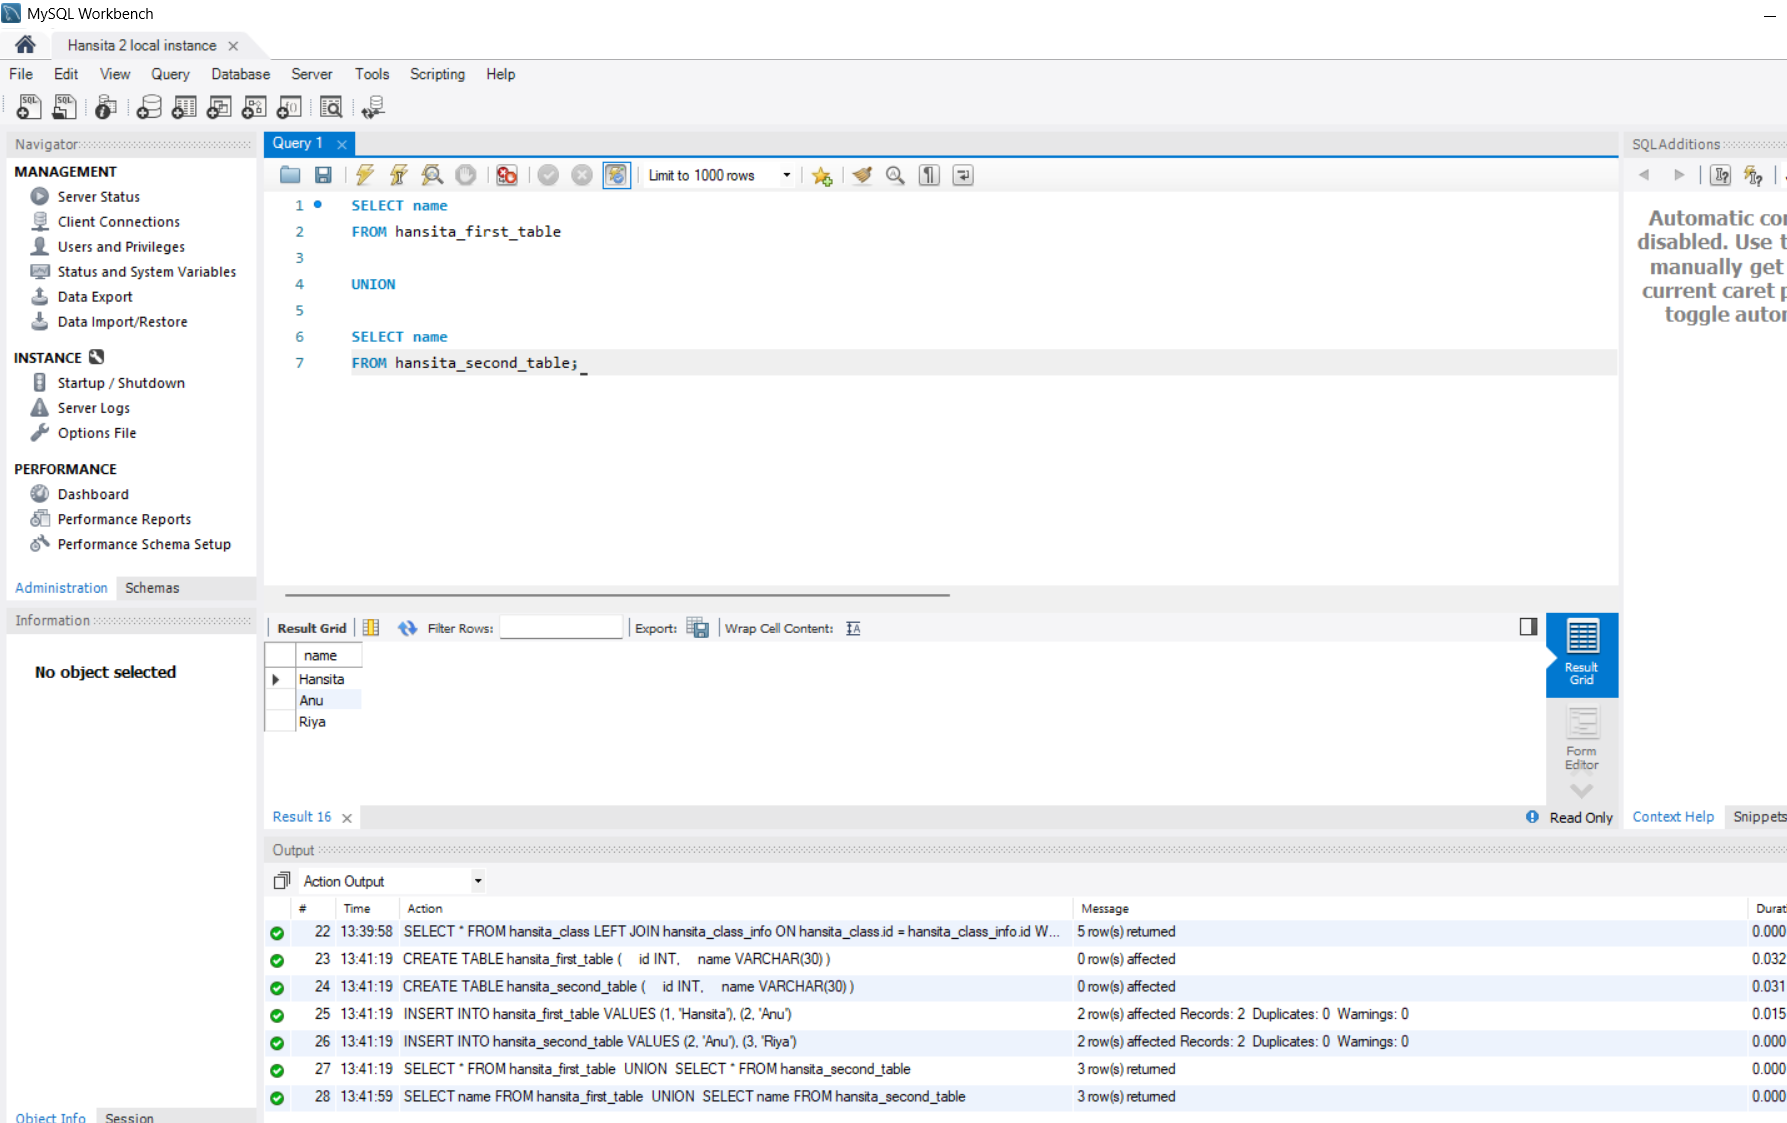 MySQL Workbench
Hansita 2 local instance
File Edit View Query Database Server Tools Scripting Help
Navigator
MANAGEMENT
Server Status
Client Connections
Users and Privileges
Status and System Variables
Data Export
Data Import/Restore
INSTANCE
Startup / Shutdown
Server Logs
Options File
PERFORMANCE
Dashboard
Performance Reports
Performance Schema Setup
Administration Schemas
Information
No object selected
Object Info Session
Query 1
Limit to 1000 rows
1 SELECT name
2 FROM hansita_first_table
3
4 UNION
5
6 SELECT name
7 FROM hansita_second_table;
Result Grid Filter Rows: Export: Wrap Cell Content:
name
Hansita
Anu
Riya
Result
Grid
Form
Editor
Result 16
Read Only
SQLAdditions
Automatic con
disabled. Use t
manually get
current caret p
toggle auto
Context Help Snippets
Output
Action Output
# Time Action Message Durat
22 13:39:58 SELECT * FROM hansita_class LEFT JOIN hansita_class_info ON hansita_class.id = hansita_class_info.id W... 5 row(s) returned 0.000
23 13:41:19 CREATE TABLE hansita_first_table ( id INT, name VARCHAR(30) ) 0 row(s) affected 0.032
24 13:41:19 CREATE TABLE hansita_second_table ( id INT, name VARCHAR(30) ) 0 row(s) affected 0.031
25 13:41:19 INSERT INTO hansita_first_table VALUES (1, 'Hansita'), (2, 'Anu') 2 row(s) affected Records: 2 Duplicates: 0 Warnings: 0 0.015
26 13:41:19 INSERT INTO hansita_second_table VALUES (2, 'Anu'), (3, 'Riya') 2 row(s) affected Records: 2 Duplicates: 0 Warnings: 0 0.000
27 13:41:19 SELECT * FROM hansita_first_table UNION SELECT * FROM hansita_second_table 3 row(s) returned 0.000
28 13:41:59 SELECT name FROM hansita_first_table UNION SELECT name FROM hansita_second_table 3 row(s) returned 0.000